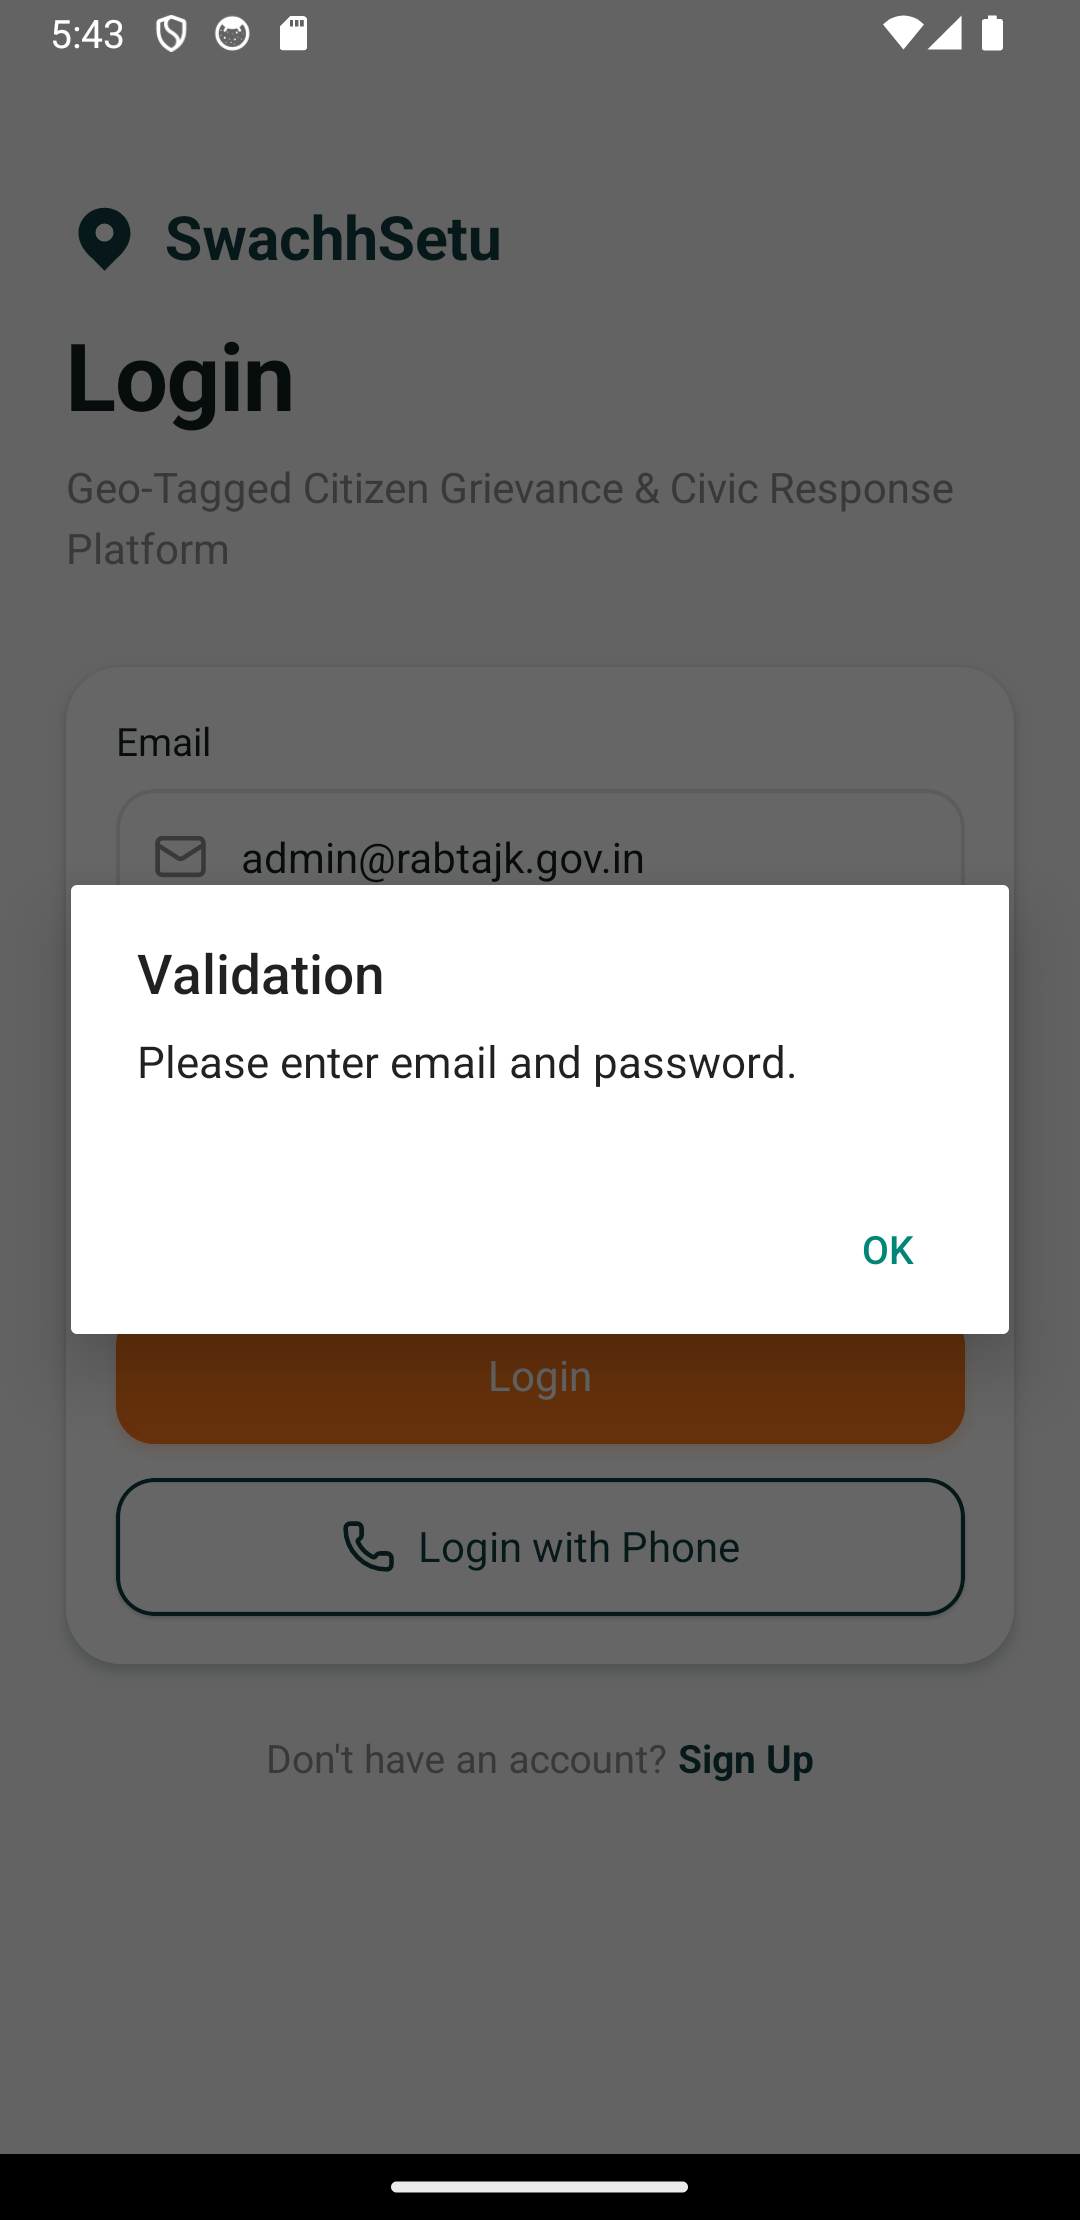 5:43
SwachhSetu
Login
Geo-Tagged Citizen Grievance & Civic Response
Platform
Email
admin@rabtajk.gov.in
Validation
Please enter email and password.
OK
Login
Login with Phone
Don't have an account? Sign Up